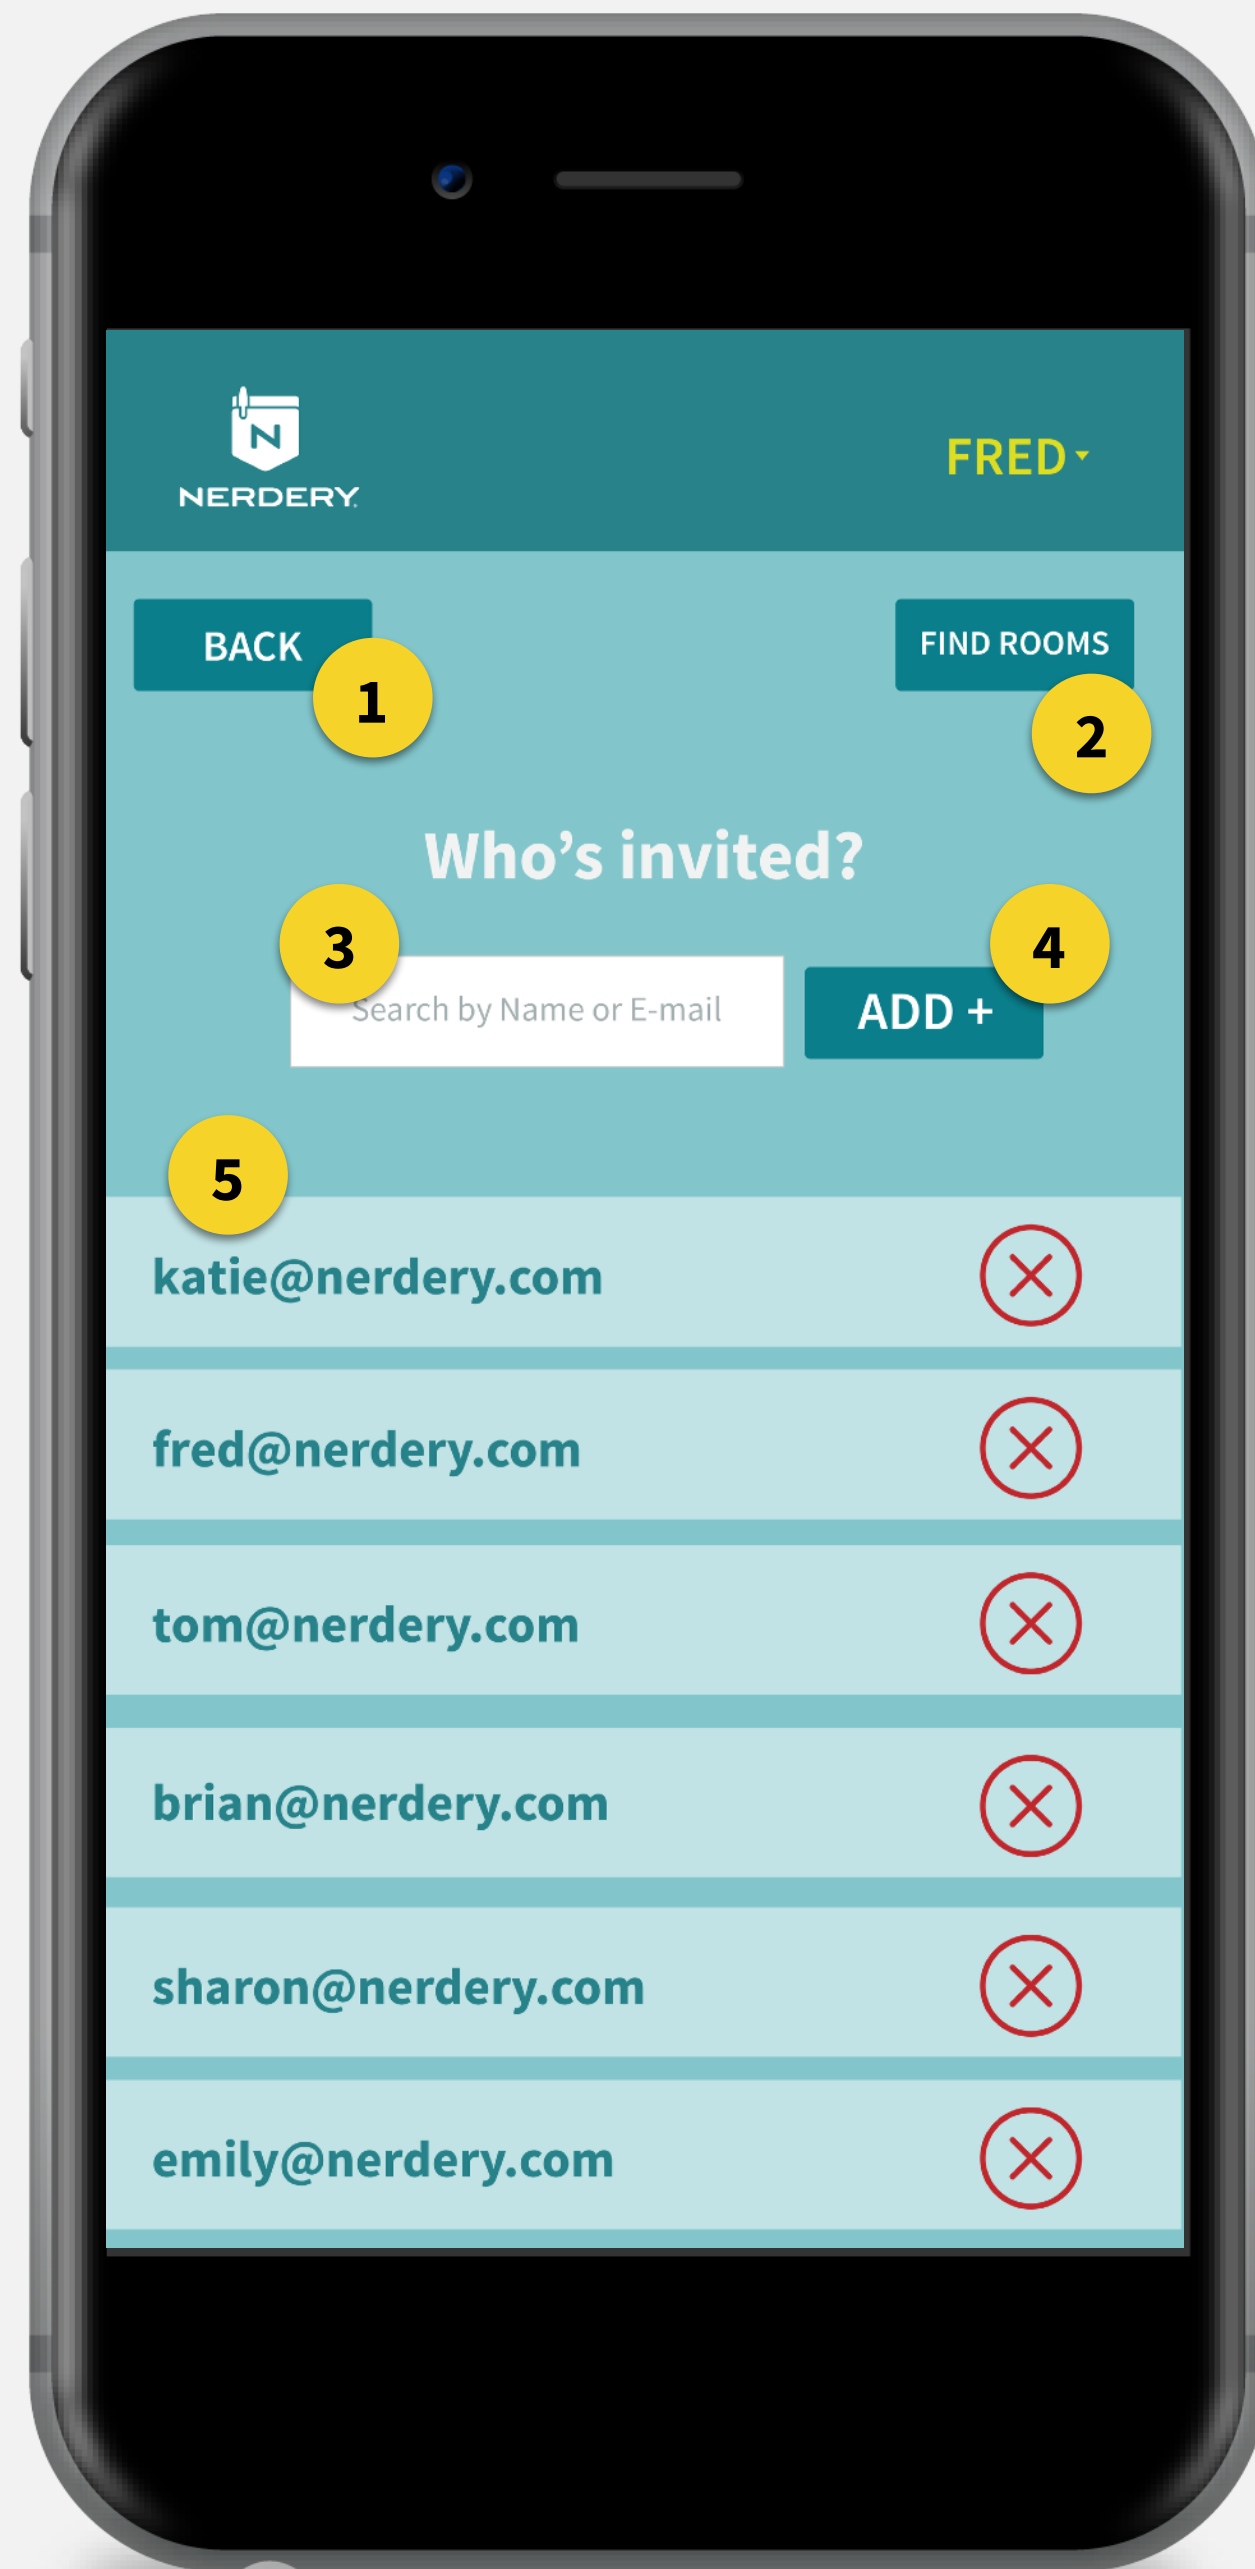 N
NERDERY
FRED
BACK
FIND ROOMS
1
2
Who's invited?
3
4
Search by Name or E-mail
ADD +
5
katie@nerdery.com
fred@nerdery.com
tom@nerdery.com
brian@nerdery.com
sharon@nerdery.com
emily@nerdery.com